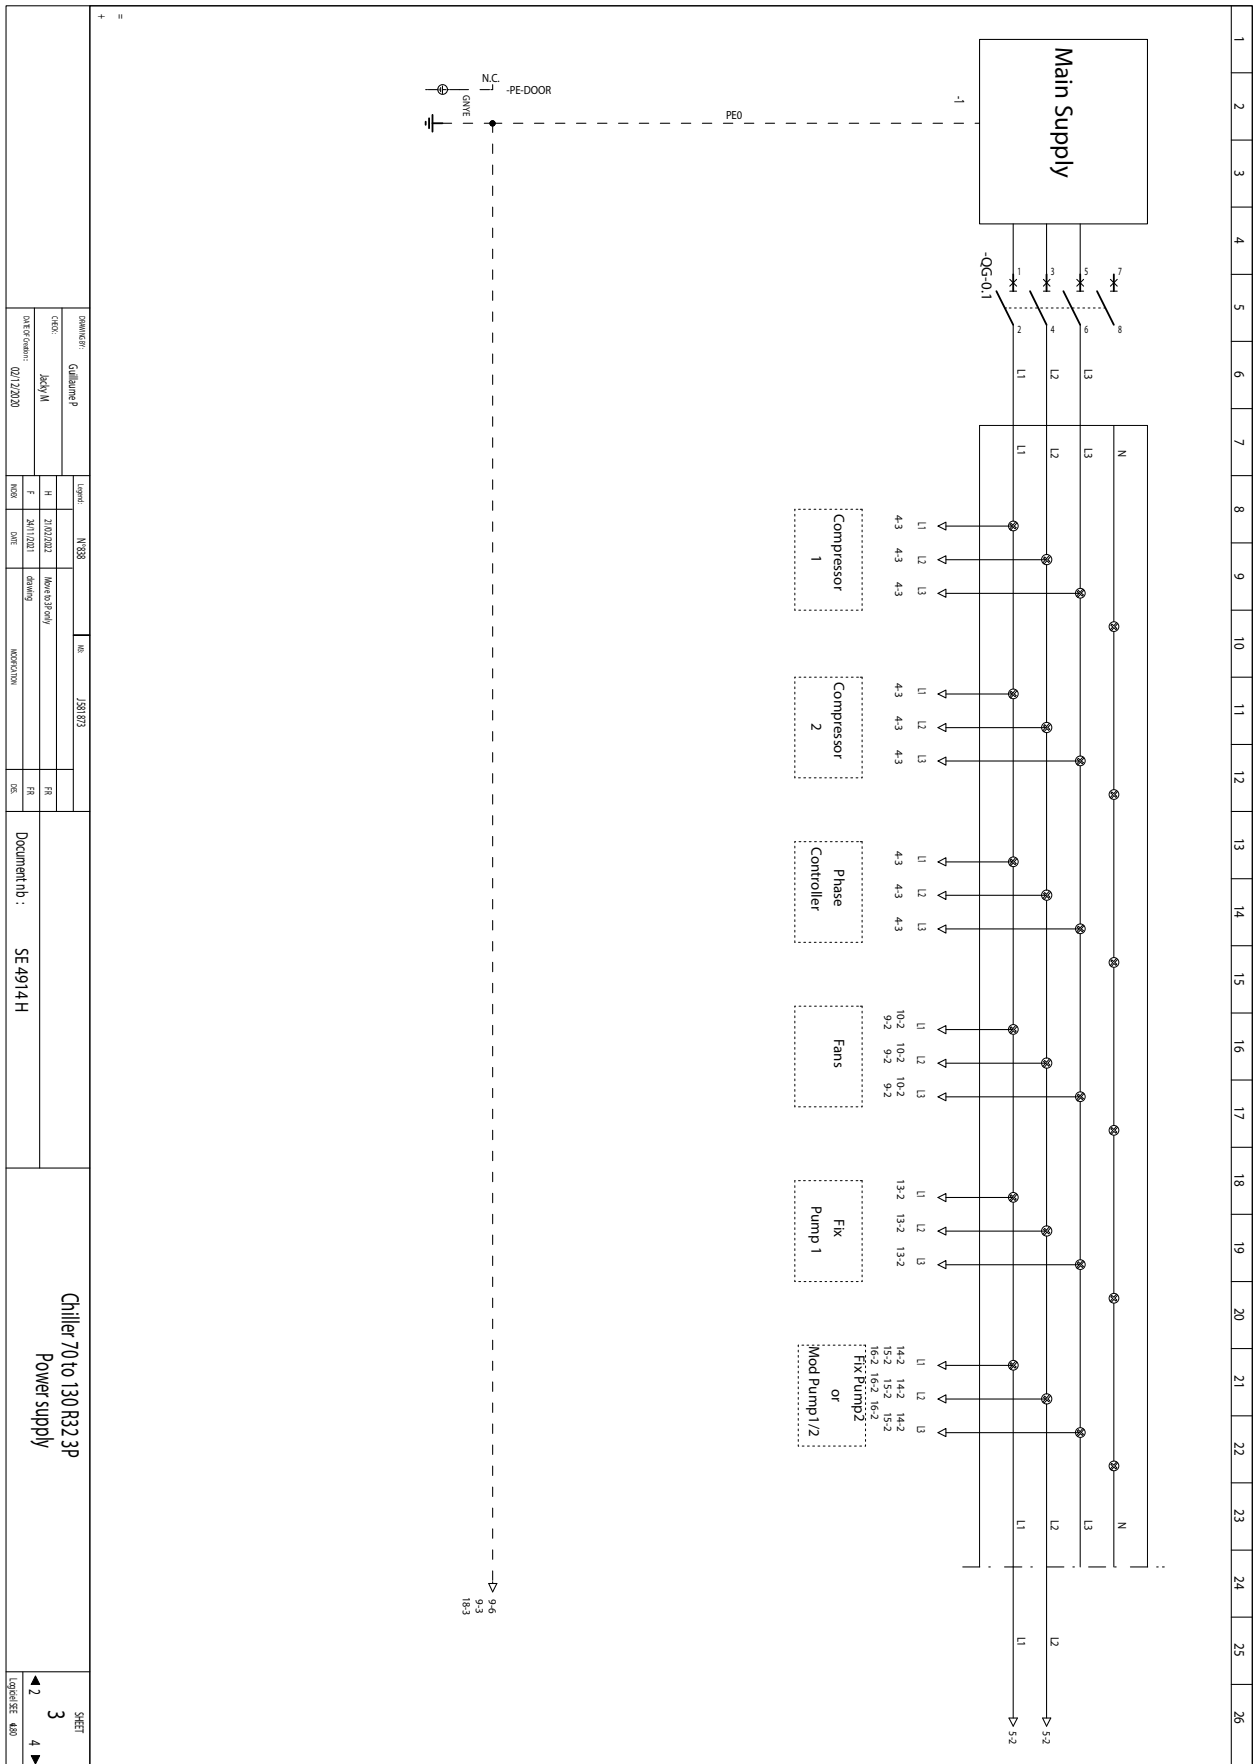 1 2 3 4 5 6 7 8 9 10 11 12 13 14 15 16 17 18 19 20 21 22 23 24 25 26
Main Supply
-1
1 3 5 7
-QG-0.1
2 4 6 8
L1 L2 L3
N
L3
L2
L1
N
L3
L2
L1
L2
L1
5-2
5-2
L1 L2 L3
4-3 4-3 4-3
Compressor
1
L1 L2 L3
4-3 4-3 4-3
Compressor
2
L1 L2 L3
4-3 4-3 4-3
Phase
Controller
L1 L2 L3
10-2 10-2 10-2
9-2 9-2 9-2
Fans
L1 L2 L3
13-2 13-2 13-2
Fix
Pump 1
L1 L2 L3
14-2 14-2 14-2
15-2 15-2 15-2
16-2 16-2 16-2
Fix Pump2
or
Mod Pump1/2
PE0
-PE-DOOR
N.C.
GNYE
9-6
9-3
18-3
=
+
DRAWING BY: Guillaume P
CHECK: Jacky M
DATE OF Creation: 02/12/2020
Legend: N°838
NB: J581873
H 21/02/2022 Move to 3P only FR
F 24/11/2021 drawing FR
INDEX DATE MODIFICATION DES.
Document nb : SE 4914 H
Chiller 70 to 130 R32 3P
Power supply
SHEET
3
2 4
Logiciel SEE 4.80